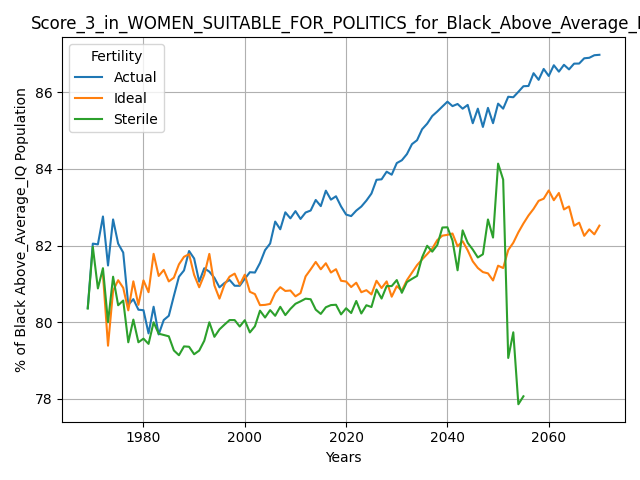 Score_3_in_WOMEN_SUITABLE_FOR_POLITICS_for_Black_Above_Average_I
Fertility
Actual
Ideal
Sterile
% of Black Above_Average_IQ Population
86
84
82
80
78
1980
2000
2020
2040
2060
Years